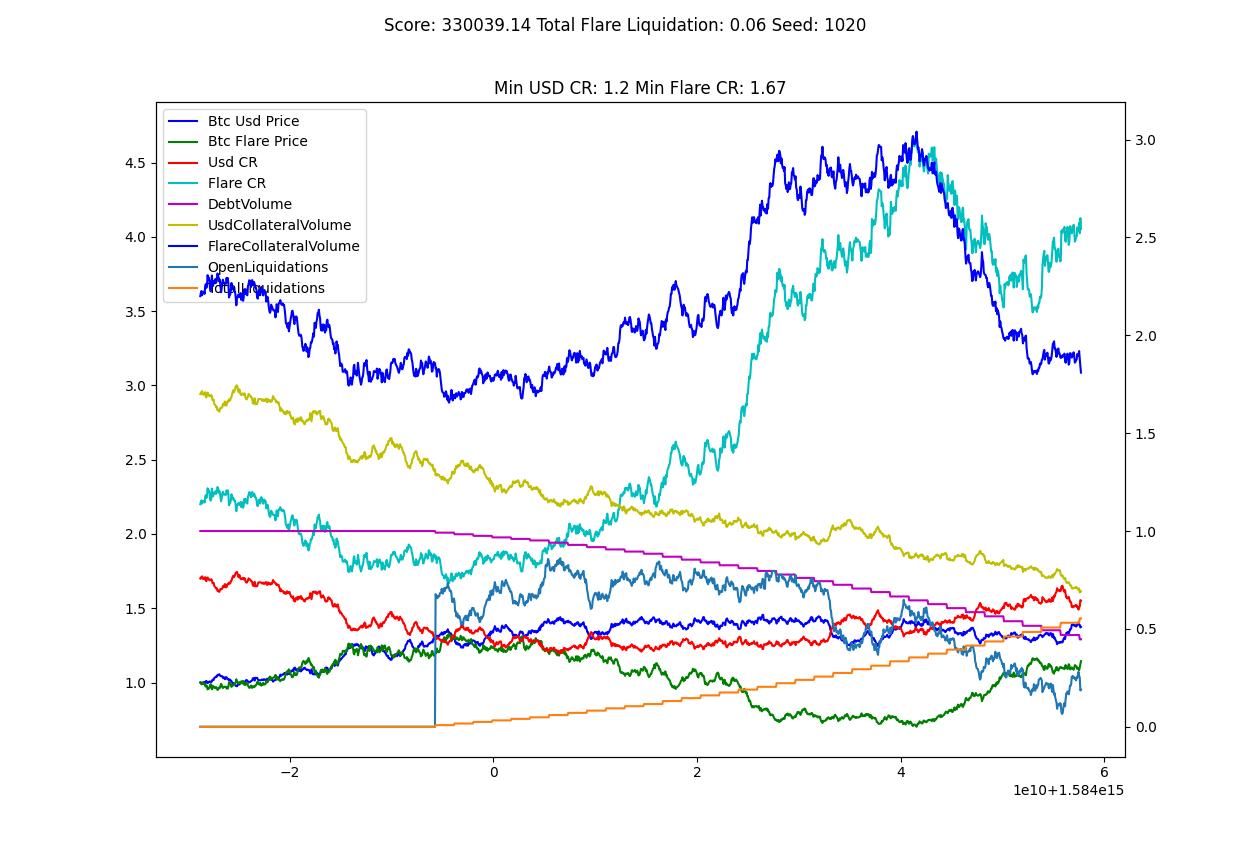 Score: 330039.14 Total Flare Liquidation: 0.06 Seed: 1020
Min USD CR: 1.2 Min Flare CR: 1.67
Btc Usd Price
Btc Flare Price
Usd CR
Flare CR
DebtVolume
UsdCollateralVolume
FlareCollateralVolume
OpenLiquidations
TotalLiquidations
4.5
4.0
3.5
3.0
2.5
2.0
1.5
1.0
3.0
2.5
2.0
1.5
1.0
0.5
0.0
−2 0 2 4 6
1e10+1.584e15